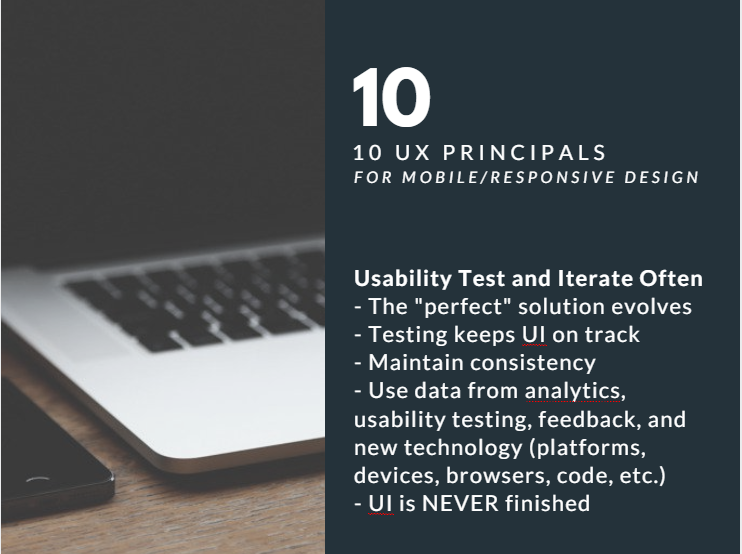 10
10 UX PRINCIPALS
FOR MOBILE/RESPONSIVE DESIGN
Usability Test and Iterate Often
- The "perfect" solution evolves
- Testing keeps UI on track
- Maintain consistency
- Use data from analytics,
usability testing, feedback, and
new technology (platforms,
devices, browsers, code, etc.)
- UI is NEVER finished